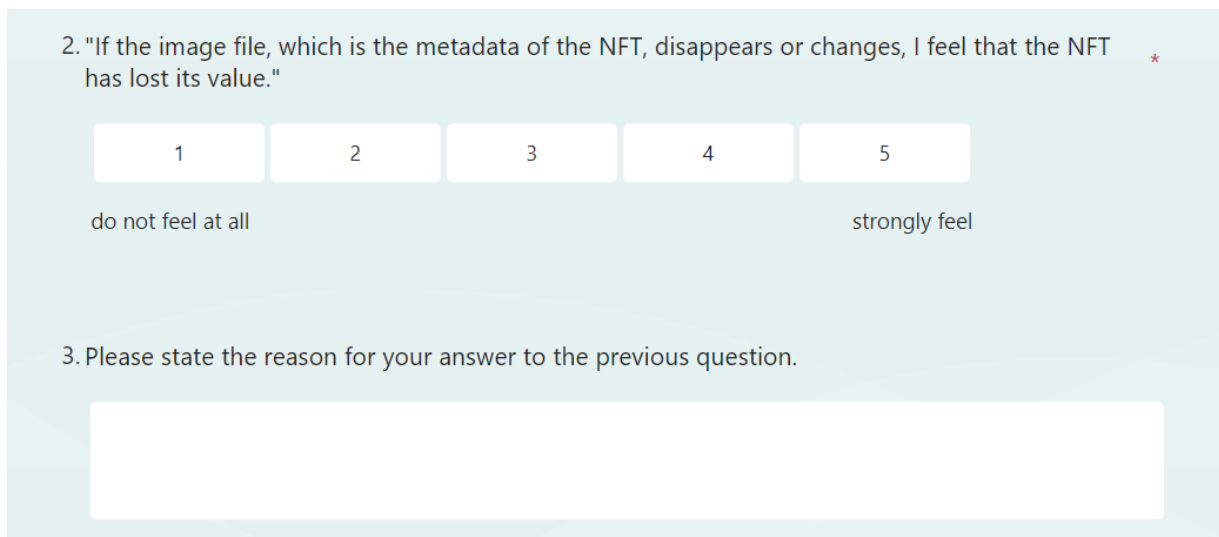 2. "If the image file, which is the metadata of the NFT, disappears or changes, I feel that the NFT *
has lost its value."
1 2 3 4 5
do not feel at all strongly feel
3. Please state the reason for your answer to the previous question.